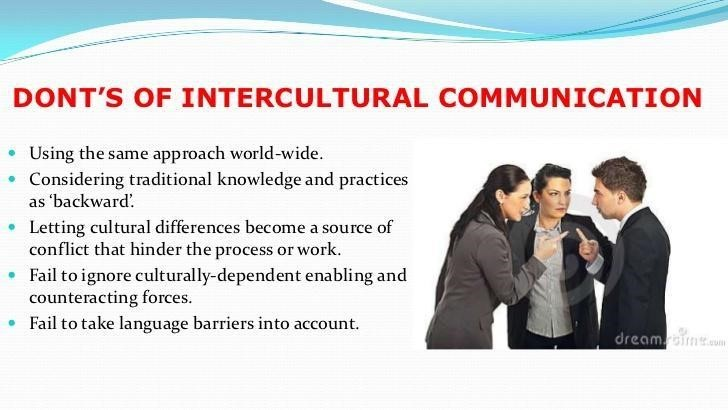 DONT’S OF INTERCULTURAL COMMUNICATION
• Using the same approach world-wide.
• Considering traditional knowledge and practices
as ‘backward’.
• Letting cultural differences become a source of
conflict that hinder the process or work.
• Fail to ignore culturally-dependent enabling and
counteracting forces.
• Fail to take language barriers into account.
dreamstime.com